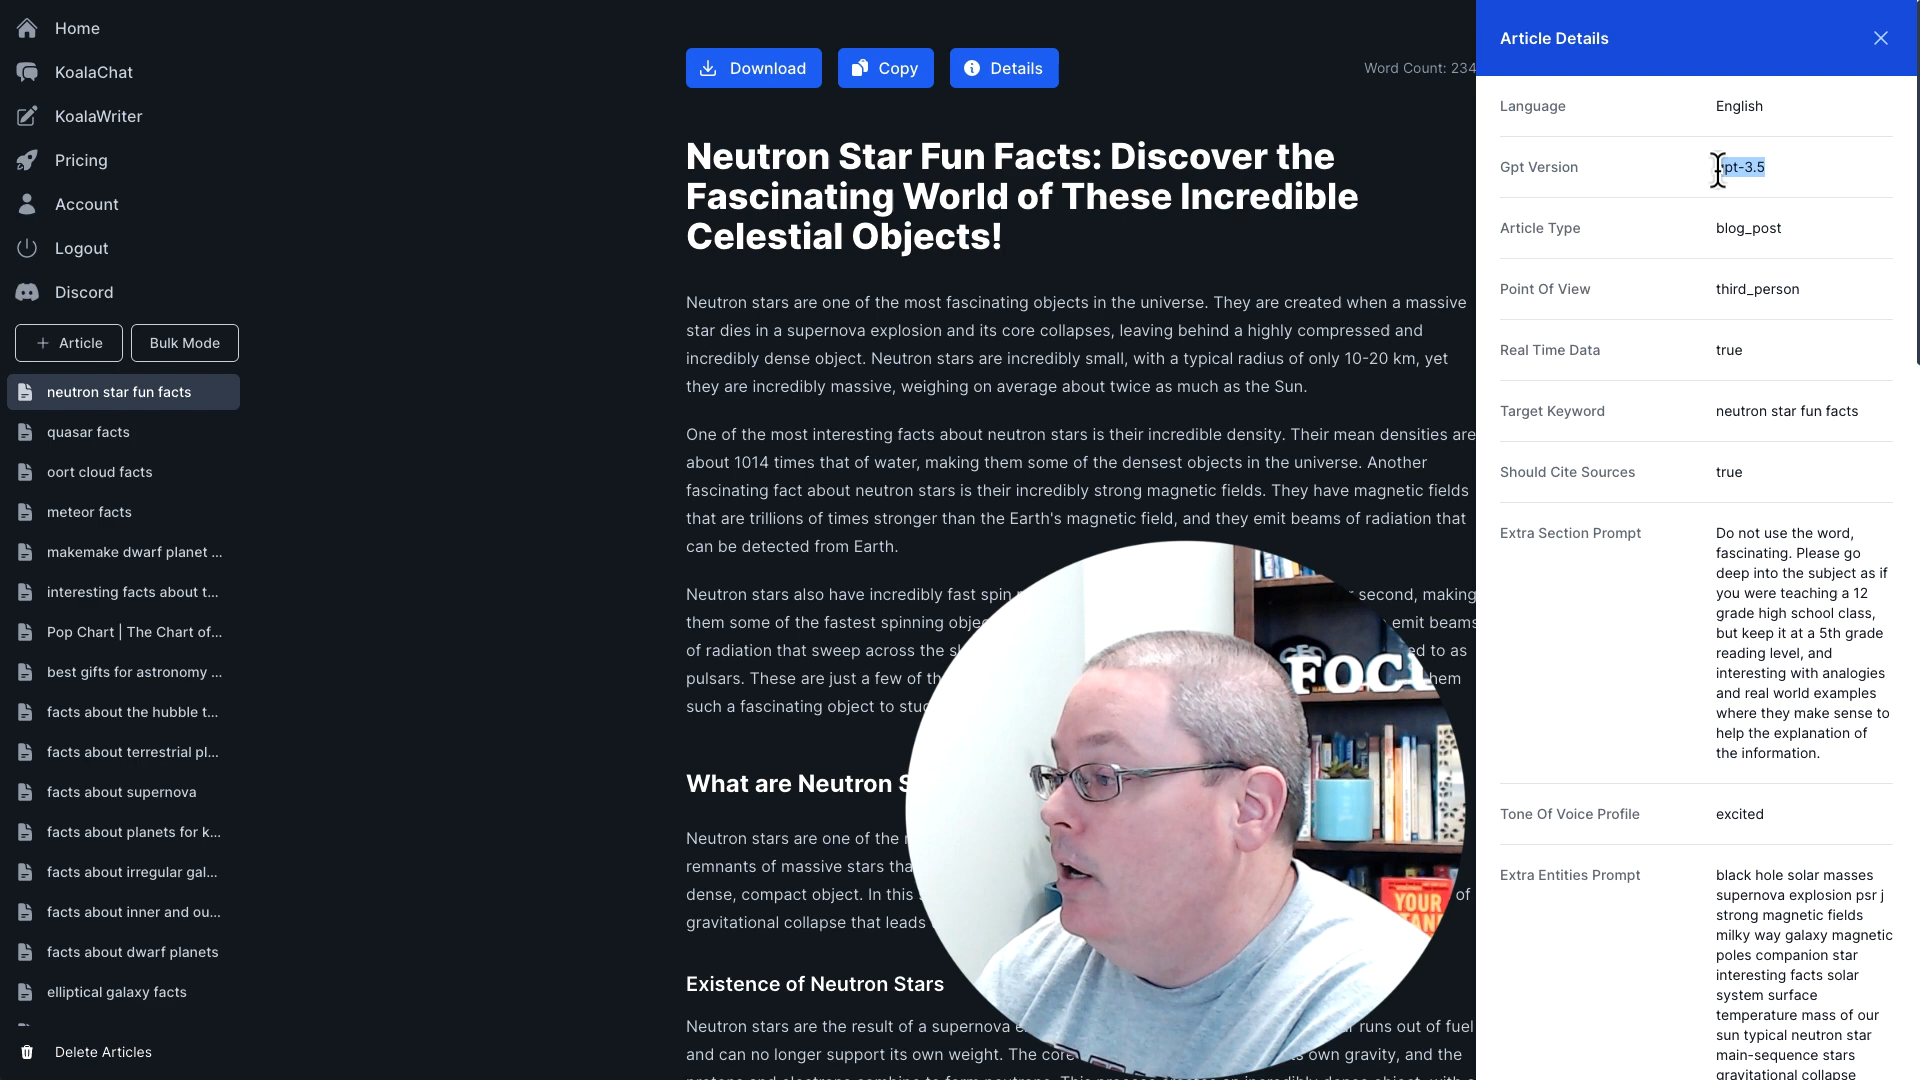 Home
KoalaChat
KoalaWriter
Pricing
Account
Logout
Discord
Article
Bulk Mode
neutron star fun facts
quasar facts
oort cloud facts
meteor facts
makemake dwarf planet ...
interesting facts about t...
Pop Chart | The Chart of...
best gifts for astronomy ...
facts about the hubble t...
facts about terrestrial pl...
facts about supernova
facts about planets for k...
facts about irregular gal...
facts about inner and ou...
facts about dwarf planets
elliptical galaxy facts
Delete Articles
Download
Copy
Details
Word Count: 234
Neutron Star Fun Facts: Discover the
Fascinating World of These Incredible
Celestial Objects!
Neutron stars are one of the most fascinating objects in the universe. They are created when a massive
star dies in a supernova explosion and its core collapses, leaving behind a highly compressed and
incredibly dense object. Neutron stars are incredibly small, with a typical radius of only 10-20 km, yet
they are incredibly massive, weighing on average about twice as much as the Sun.
One of the most interesting facts about neutron stars is their incredible density. Their mean densities are
about 1014 times that of water, making them some of the densest objects in the universe. Another
fascinating fact about neutron stars is their incredibly strong magnetic fields. They have magnetic fields
that are trillions of times stronger than the Earth's magnetic field, and they emit beams of radiation that
can be detected from Earth.
Neutron stars also have incredibly fast spin second, making
them some of the fastest spinning emit beams
of radiation that sweep across the to as
pulsars. These are just a few of
such a fascinating object to
What are Neutron
Neutron stars are one of the
remnants of massive stars
dense, compact object. In this of
gravitational collapse that leads
Existence of Neutron Stars
Neutron stars are the result of a supernova runs out of fuel
and can no longer support its own weight. The core own gravity, and the
FOCU
YOUR
Article Details
Language English
Gpt Version pt-3.5
Article Type blog_post
Point Of View third_person
Real Time Data true
Target Keyword neutron star fun facts
Should Cite Sources true
Extra Section Prompt Do not use the word,
fascinating. Please go
deep into the subject as if
you were teaching a 12
grade high school class,
but keep it at a 5th grade
reading level, and
interesting with analogies
and real world examples
where they make sense to
help the explanation of
the information.
Tone Of Voice Profile excited
Extra Entities Prompt black hole solar masses
supernova explosion psr j
strong magnetic fields
milky way galaxy magnetic
poles companion star
interesting facts solar
system surface
temperature mass of our
sun typical neutron star
main-sequence stars
gravitational collapse